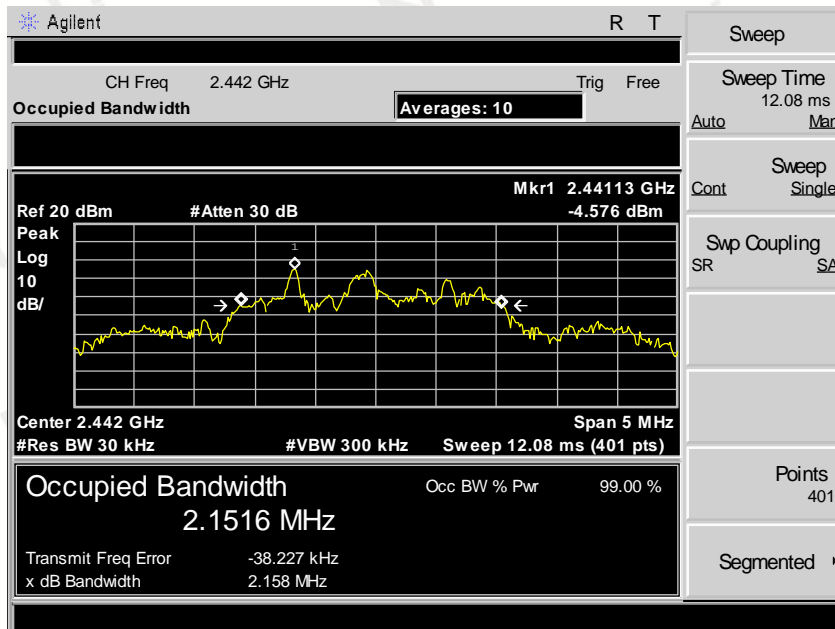 Agilent R T
CH Freq 2.442 GHz Trig Free
Occupied Bandwidth Averages: 10
Mkr1 2.44113 GHz
Ref 20 dBm #Atten 30 dB -4.576 dBm
Peak
Log
10
dB/
1
Center 2.442 GHz Span 5 MHz
#Res BW 30 kHz #VBW 300 kHz Sweep 12.08 ms (401 pts)
Occupied Bandwidth Occ BW % Pwr 99.00 %
2.1516 MHz
Transmit Freq Error -38.227 kHz
x dB Bandwidth 2.158 MHz
Sweep
Sweep Time
12.08 ms
Auto Man
Sweep
Cont Single
Swp Coupling
SR SA
Points
401
Segmented